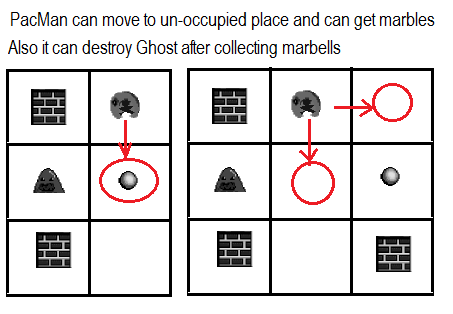 PacMan can move to un-occupied place and can get marbles
Also it can destroy Ghost after collecting marbells